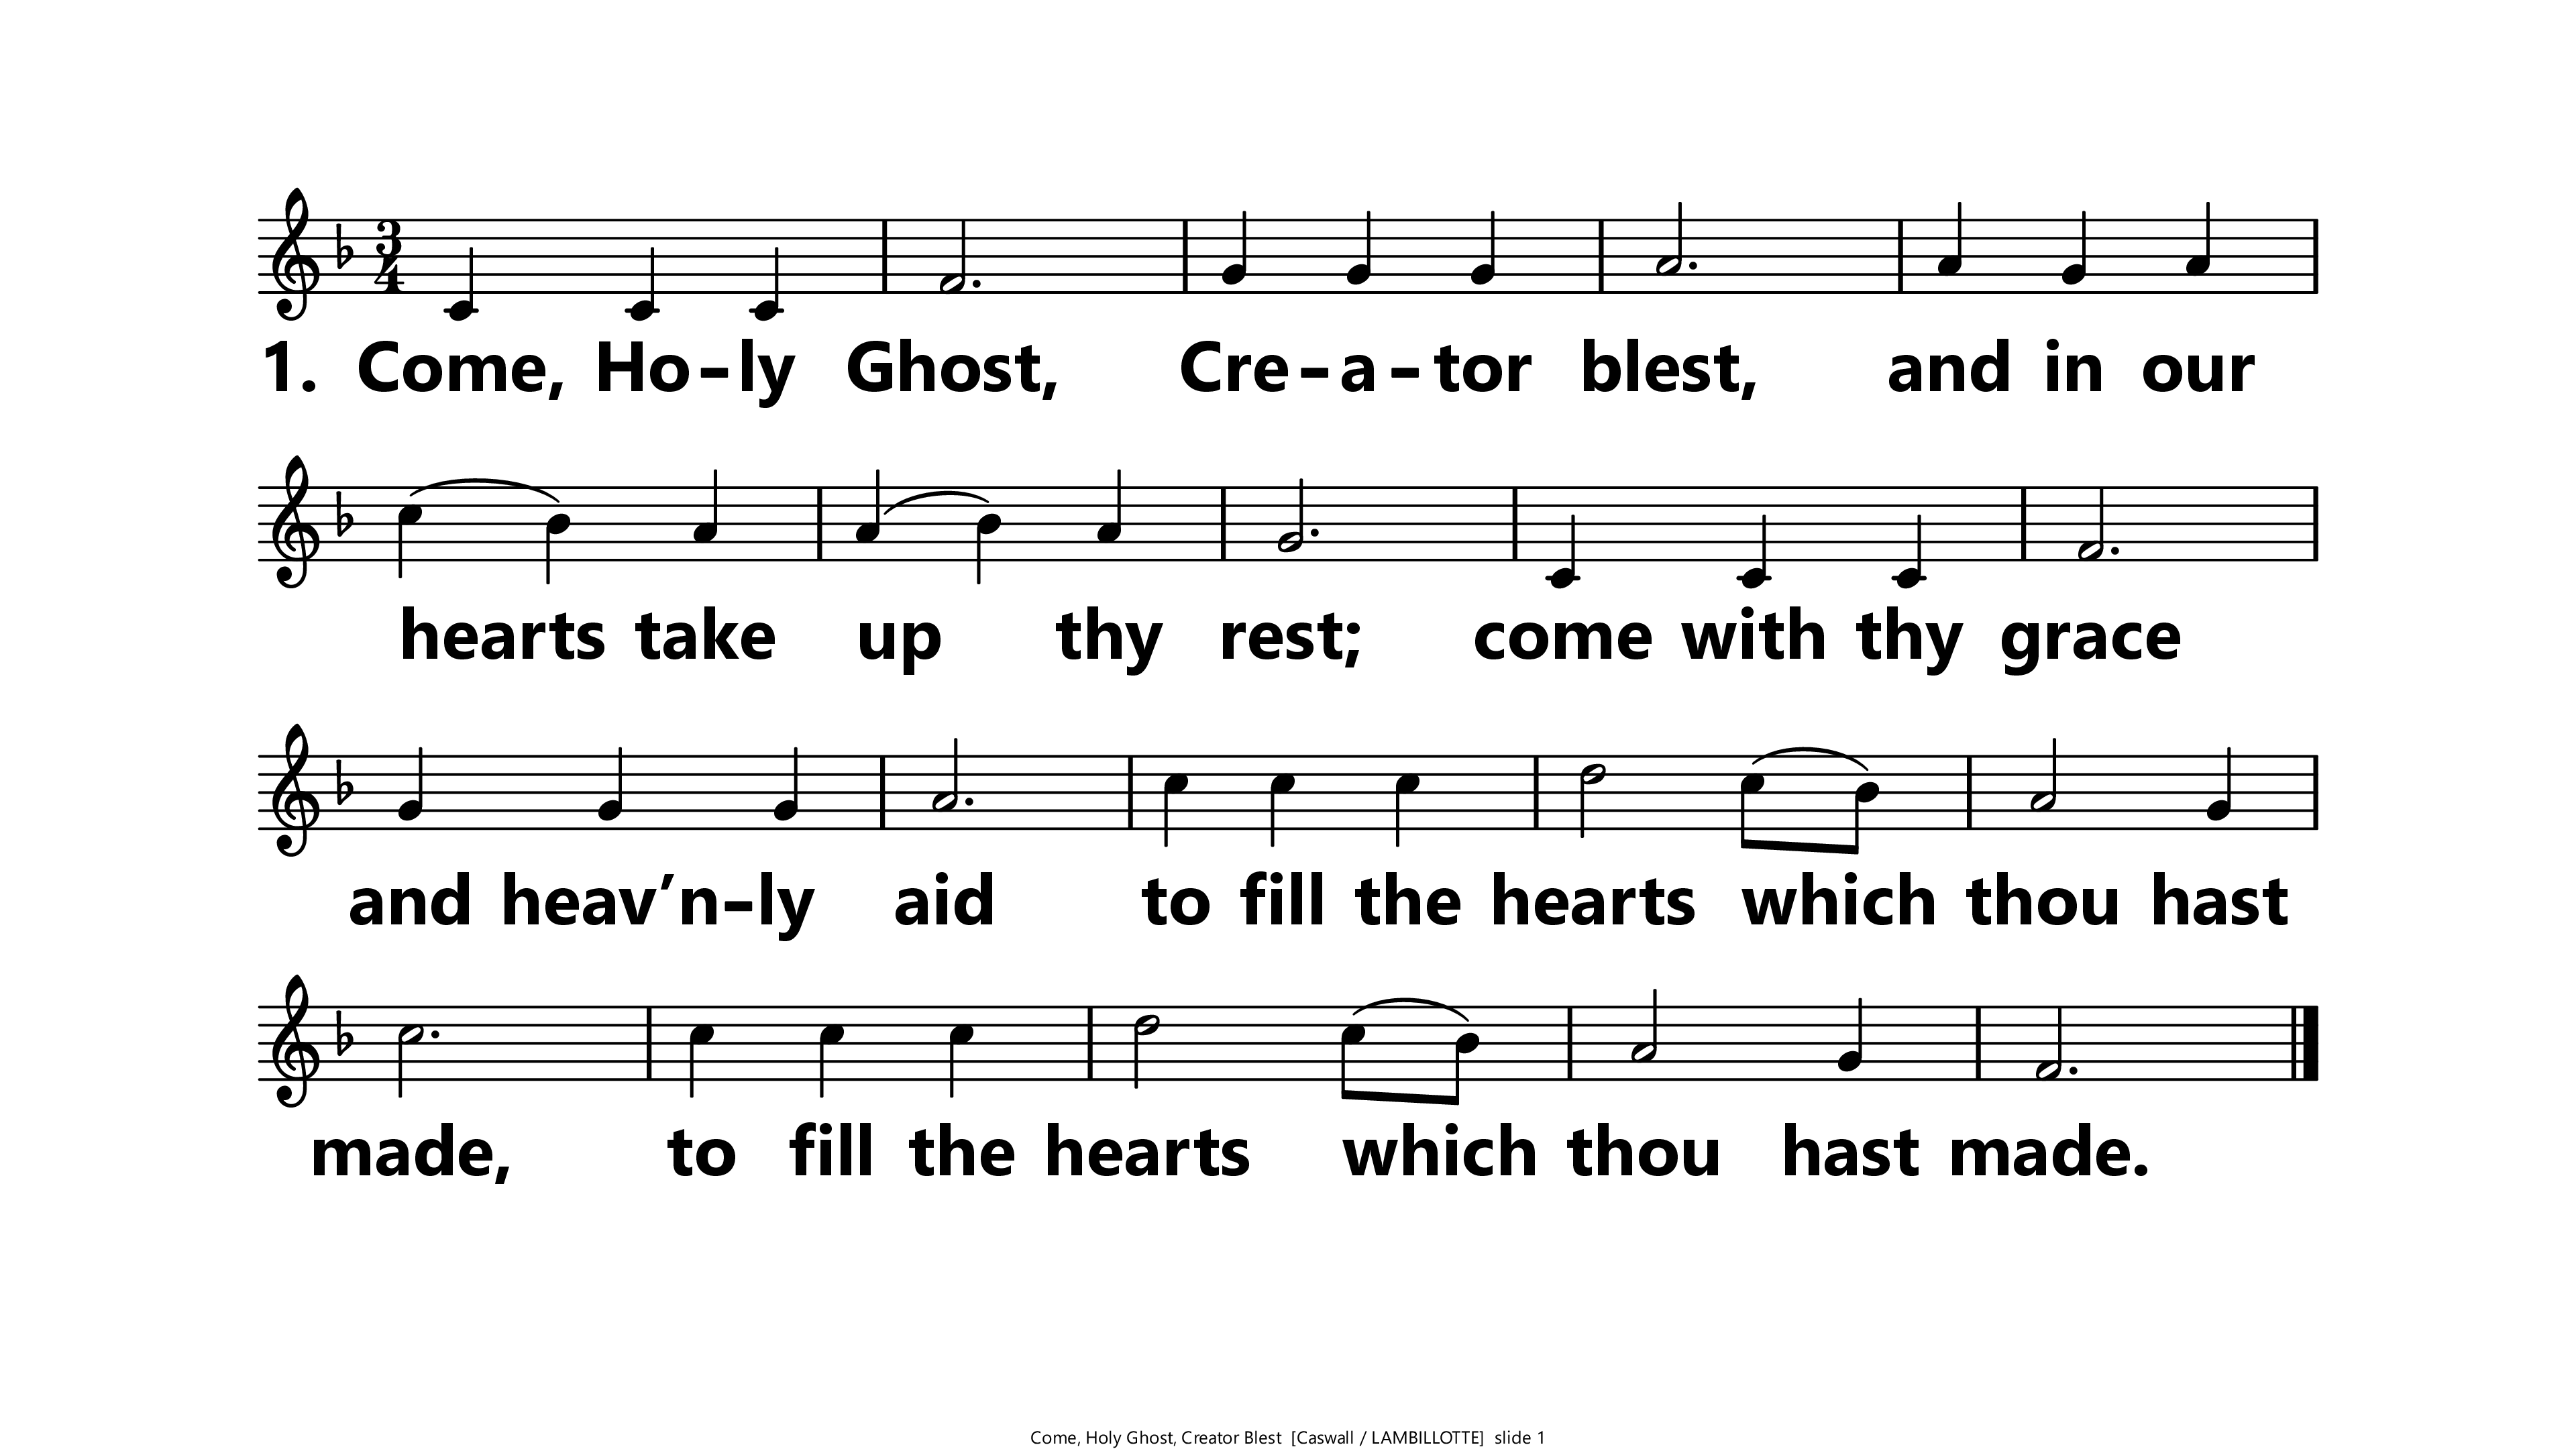 3
4
1. Come, Ho-ly Ghost, Cre-a-tor blest, and in our
hearts take up thy rest; come with thy grace
and heav’n-ly aid to fill the hearts which thou hast
made, to fill the hearts which thou hast made.
Come, Holy Ghost, Creator Blest [Caswall / LAMBILLOTTE] slide 1